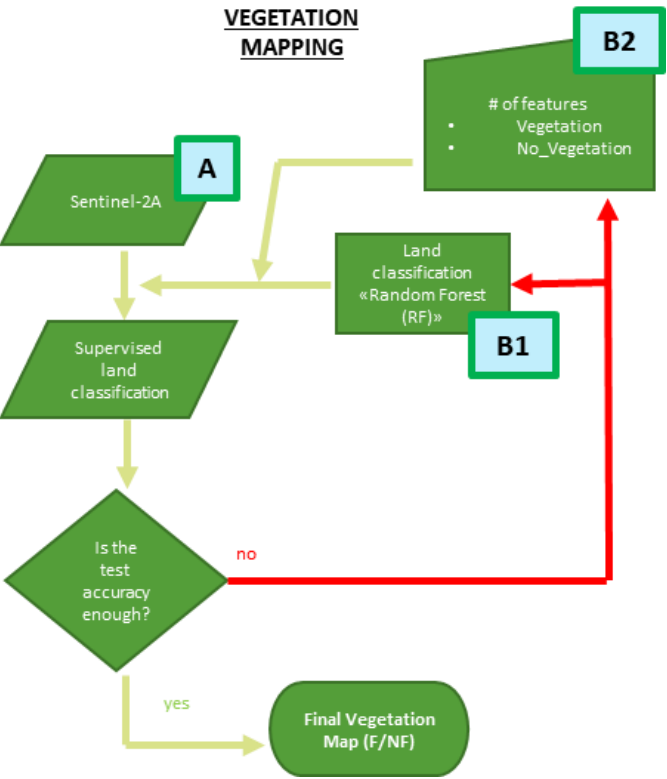 VEGETATION
MAPPING
B2
# of features
• Vegetation
• No_Vegetation
A
Sentinel-2A
Land
classification
«Random Forest
(RF)»
B1
Supervised
land
classification
Is the
test
accuracy
enough?
no
yes
Final Vegetation
Map (F/NF)